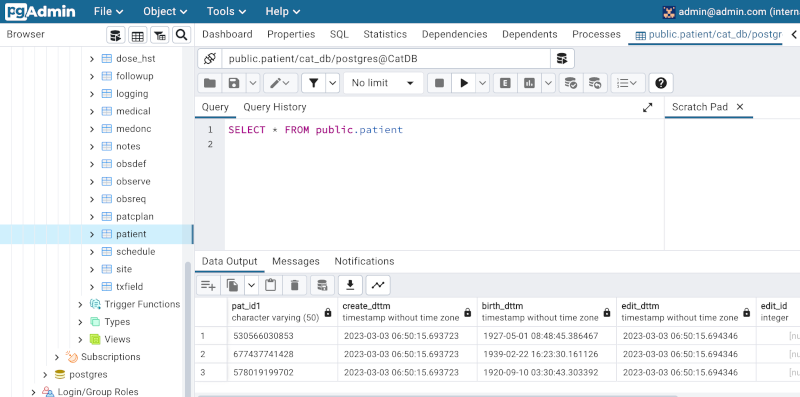 pgAdmin File Object Tools Help admin@admin.com (interna
Browser Dashboard Properties SQL Statistics Dependencies Dependents Processes public.patient/cat_db/postgr
dose_hst
followup
logging
medical
medonc
notes
obsdef
observe
obsreq
patcplan
patient
schedule
site
txfield
Trigger Functions
Types
Views
Subscriptions
postgres
Login/Group Roles
public.patient/cat_db/postgres@CatDB
No limit
E
Query Query History
Scratch Pad
1 SELECT * FROM public.patient
2
Data Output Messages Notifications
pat_id1 create_dttm birth_dttm edit_dttm edit_id
character varying (50) timestamp without time zone timestamp without time zone timestamp without time zone integer
1 530566030853 2023-03-03 06:50:15.693723 1927-05-01 08:48:45.386467 2023-03-03 06:50:15.694346 [nu
2 677437741428 2023-03-03 06:50:15.693723 1939-02-22 16:23:30.161126 2023-03-03 06:50:15.694346 [nu
3 578019199702 2023-03-03 06:50:15.693723 1920-09-10 03:30:43.303392 2023-03-03 06:50:15.694346 [nu